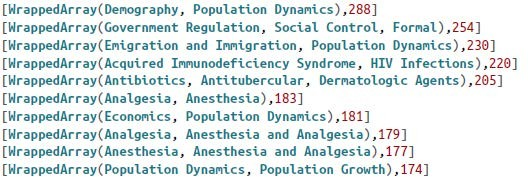 [WrappedArray(Demography, Population Dynamics),288]
[WrappedArray(Government Regulation, Social Control, Formal),254]
[WrappedArray(Emigration and Immigration, Population Dynamics),230]
[WrappedArray(Acquired Immunodeficiency Syndrome, HIV Infections),220]
[WrappedArray(Antibiotics, Antitubercular, Dermatologic Agents),205]
[WrappedArray(Analgesia, Anesthesia),183]
[WrappedArray(Economics, Population Dynamics),181]
[WrappedArray(Analgesia, Anesthesia and Analgesia),179]
[WrappedArray(Anesthesia, Anesthesia and Analgesia),177]
[WrappedArray(Population Dynamics, Population Growth),174]